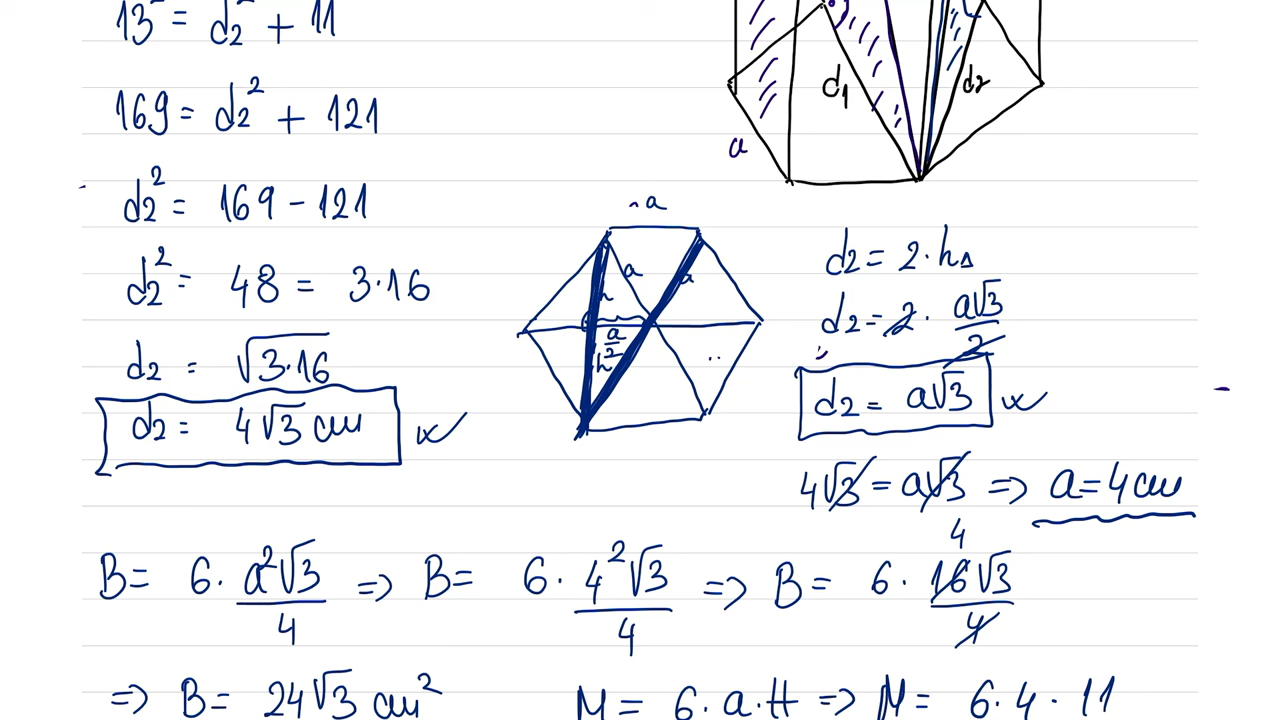 13² = d2² + 11
169 = d2² + 121
d2² = 169 - 121
d2² = 48 = 3·16
d2 = √3·16
d2 = 4√3 cm
d1
d2
a
a
a
a
h
a/2
h
d2 = 2·h△
d2 = 2 · a√3/2
d2 = a√3
4√3 = a√3 => a = 4cm
B = 6 · a²√3/4 => B = 6 · 4²√3/4 => B = 6 · 4 16√3/4
=> B = 24√3 cm² M = 6·a·H => M = 6·4·11